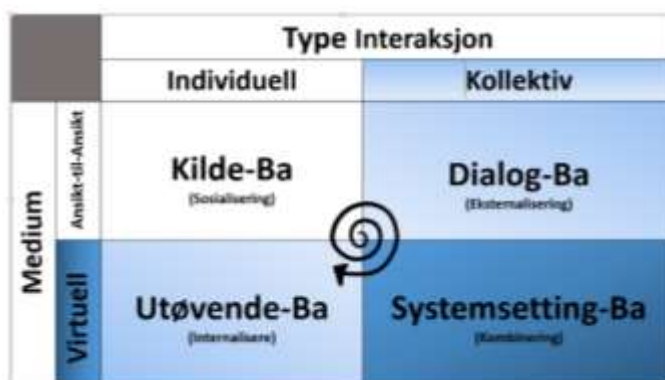 Type Interaksjon
Individuell
Kollektiv
Medium
Ansikt-til-Ansikt
Kilde-Ba
(Sosialisering)
Dialog-Ba
(Eksternalisering)
Virtuell
Utøvende-Ba
(Internalisere)
Systemsetting-Ba
(Kombinering)